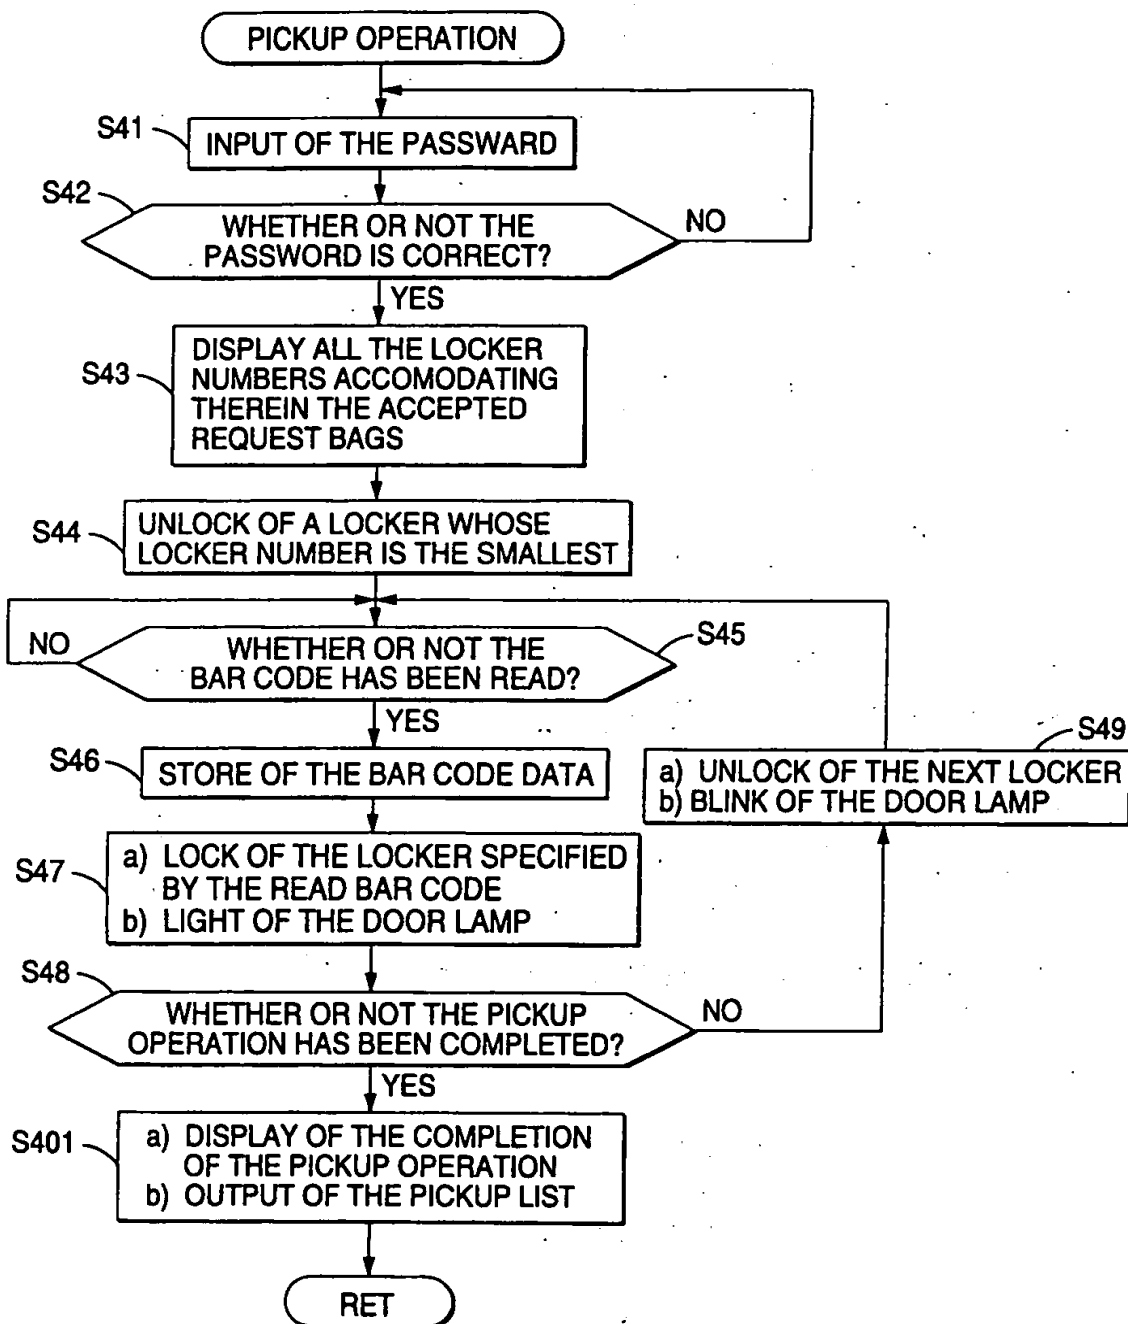 PICKUP OPERATION
S41
INPUT OF THE PASSWARD
S42
WHETHER OR NOT THE
PASSWORD IS CORRECT?
NO
YES
S43
DISPLAY ALL THE LOCKER
NUMBERS ACCOMODATING
THEREIN THE ACCEPTED
REQUEST BAGS
S44
UNLOCK OF A LOCKER WHOSE
LOCKER NUMBER IS THE SMALLEST
NO
WHETHER OR NOT THE
BAR CODE HAS BEEN READ?
S45
YES
S46
STORE OF THE BAR CODE DATA
S49
a) UNLOCK OF THE NEXT LOCKER
b) BLINK OF THE DOOR LAMP
S47
a) LOCK OF THE LOCKER SPECIFIED
BY THE READ BAR CODE
b) LIGHT OF THE DOOR LAMP
S48
WHETHER OR NOT THE PICKUP
OPERATION HAS BEEN COMPLETED?
NO
YES
S401
a) DISPLAY OF THE COMPLETION
OF THE PICKUP OPERATION
b) OUTPUT OF THE PICKUP LIST
RET